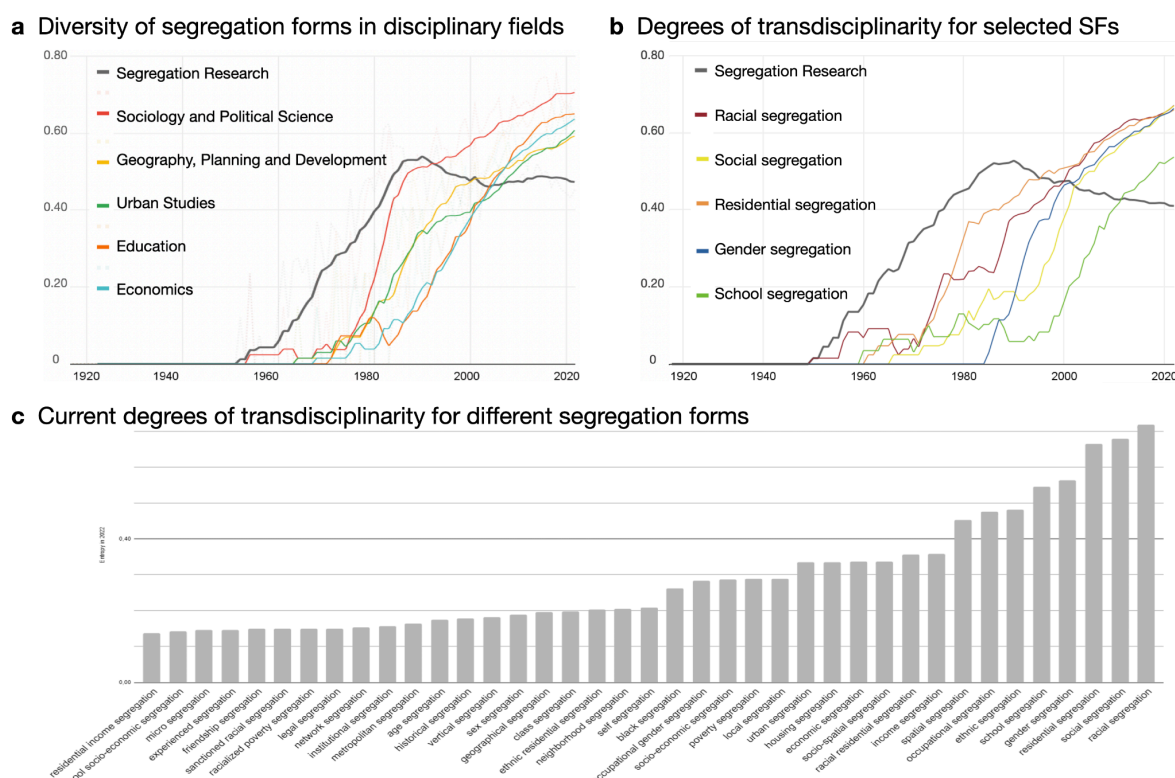 a Diversity of segregation forms in disciplinary fields
0.80
0.60
0.40
0.20
0
Segregation Research
Sociology and Political Science
Geography, Planning and Development
Urban Studies
Education
Economics
1920 1940 1960 1980 2000 2020
b Degrees of transdisciplinarity for selected SFs
0.80
0.60
0.40
0.20
0
Segregation Research
Racial segregation
Social segregation
Residential segregation
Gender segregation
School segregation
1920 1940 1960 1980 2000 2020
c Current degrees of transdisciplinarity for different segregation forms
Entropy in 2022
0,40
0,00
residential income segregation
ool socio-economic segregation
micro segregation
experienced segregation
friendship segregation
sanctioned racial segregation
racialized poverty segregation
legal segregation
network segregation
institutional segregation
metropolitan segregation
age segregation
historical segregation
vertical segregation
sex segregation
geographical segregation
class segregation
ethnic residential segregation
neighborhood segregation
self segregation
black segregation
occupational gender segregation
socio-economic segregation
poverty segregation
local segregation
urban segregation
housing segregation
economic segregation
socio-spatial segregation
racial residential segregation
income segregation
spatial segregation
occupational segregation
ethnic segregation
school segregation
gender segregation
residential segregation
social segregation
racial segregation